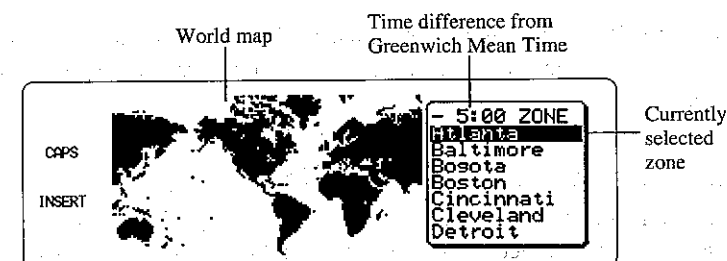 World map
Time difference from
Greenwich Mean Time
- 5:00 ZONE
Atlanta
Baltimore
Bogota
Boston
Cincinnati
Cleveland
Detroit
CAPS
INSERT
Currently
selected
zone